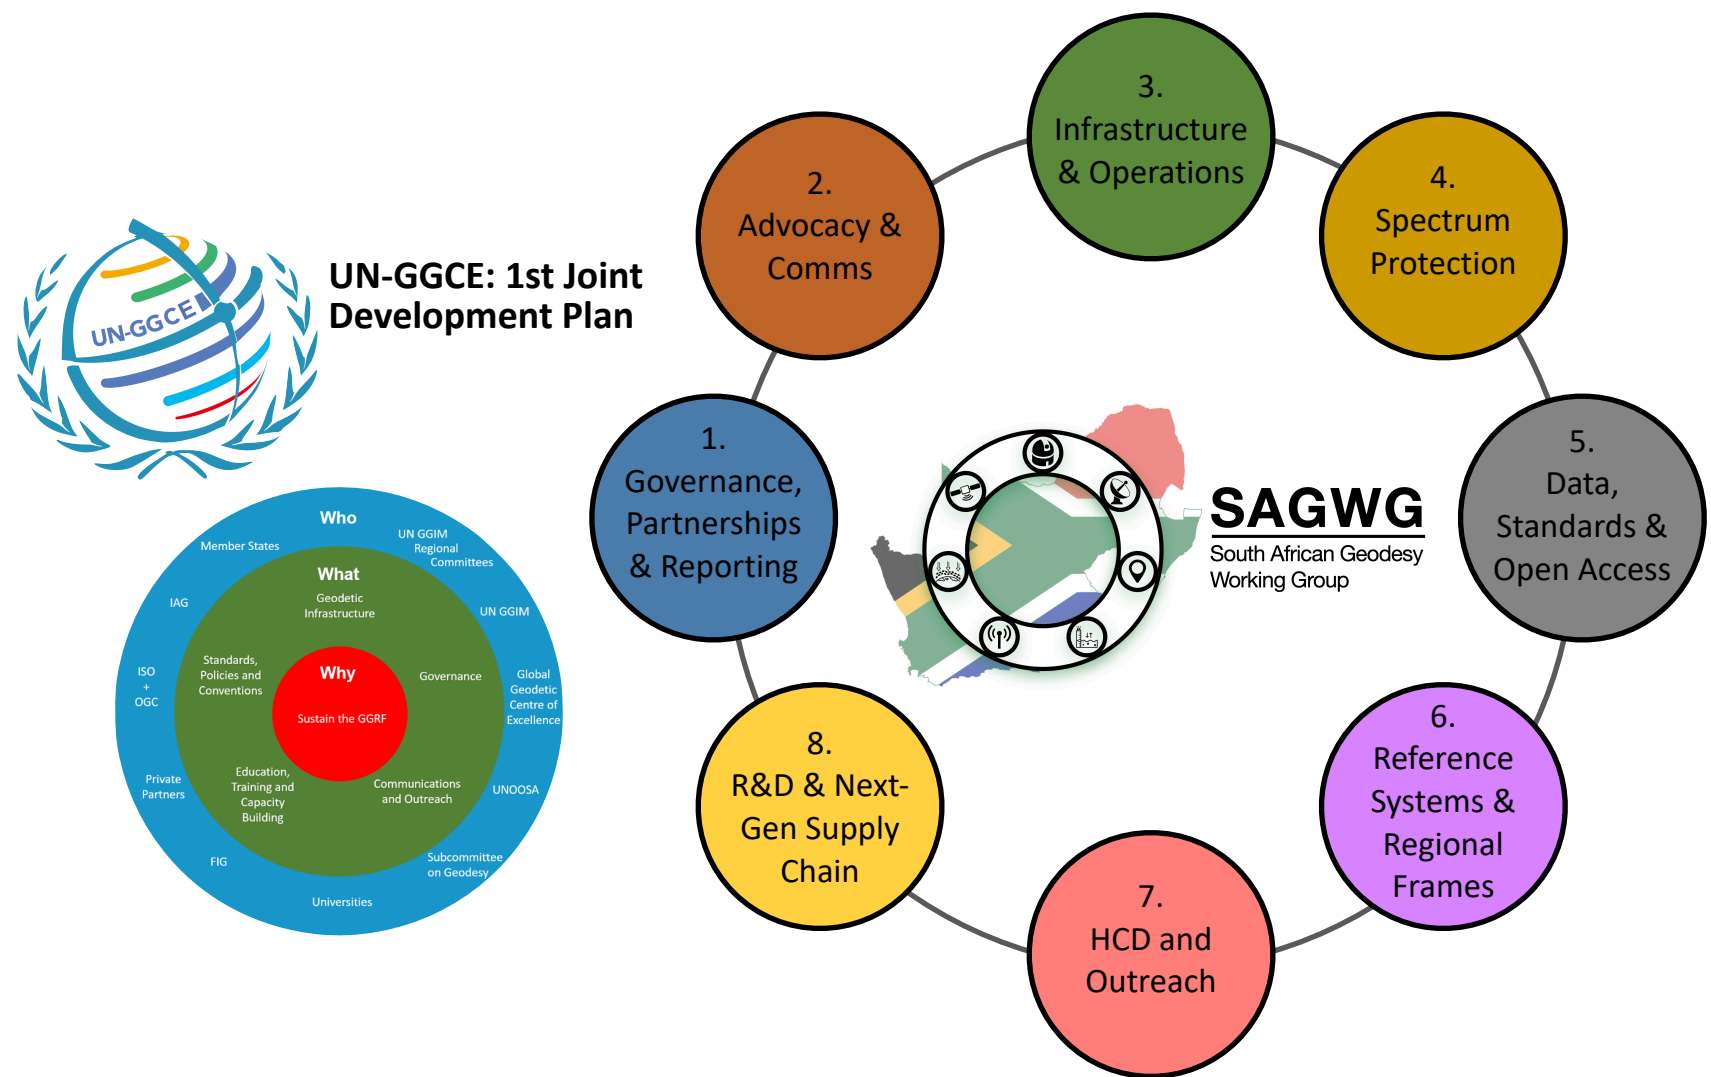 UN-GGCE
UN-GGCE: 1st Joint
Development Plan
Who
Member States
UN GGIM
Regional
Committees
IAG
UN GGIM
ISO
+
OGC
Global
Geodetic
Centre of
Excellence
Private
Partners
UNOOSA
FIG
Subcommittee
on Geodesy
Universities
What
Geodetic
Infrastructure
Standards,
Policies and
Conventions
Governance
Education,
Training and
Capacity
Building
Communications
and Outreach
Why
Sustain the GGRF
1.
Governance,
Partnerships
& Reporting
2.
Advocacy &
Comms
3.
Infrastructure
& Operations
4.
Spectrum
Protection
5.
Data,
Standards &
Open Access
6.
Reference
Systems &
Regional
Frames
7.
HCD and
Outreach
8.
R&D & Next-
Gen Supply
Chain
SAGWG
South African Geodesy
Working Group